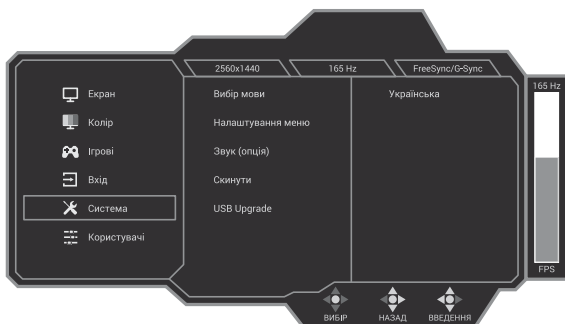 2560x1440
165 Hz
FreeSync/G-Sync
165 Hz
Екран
Колір
Ігрові
Вхід
Система
Користувачі
Вибір мови
Налаштування меню
Звук (опція)
Скинути
USB Upgrade
Українська
FPS
ВИБІР
НАЗАД
ВВЕДЕННЯ